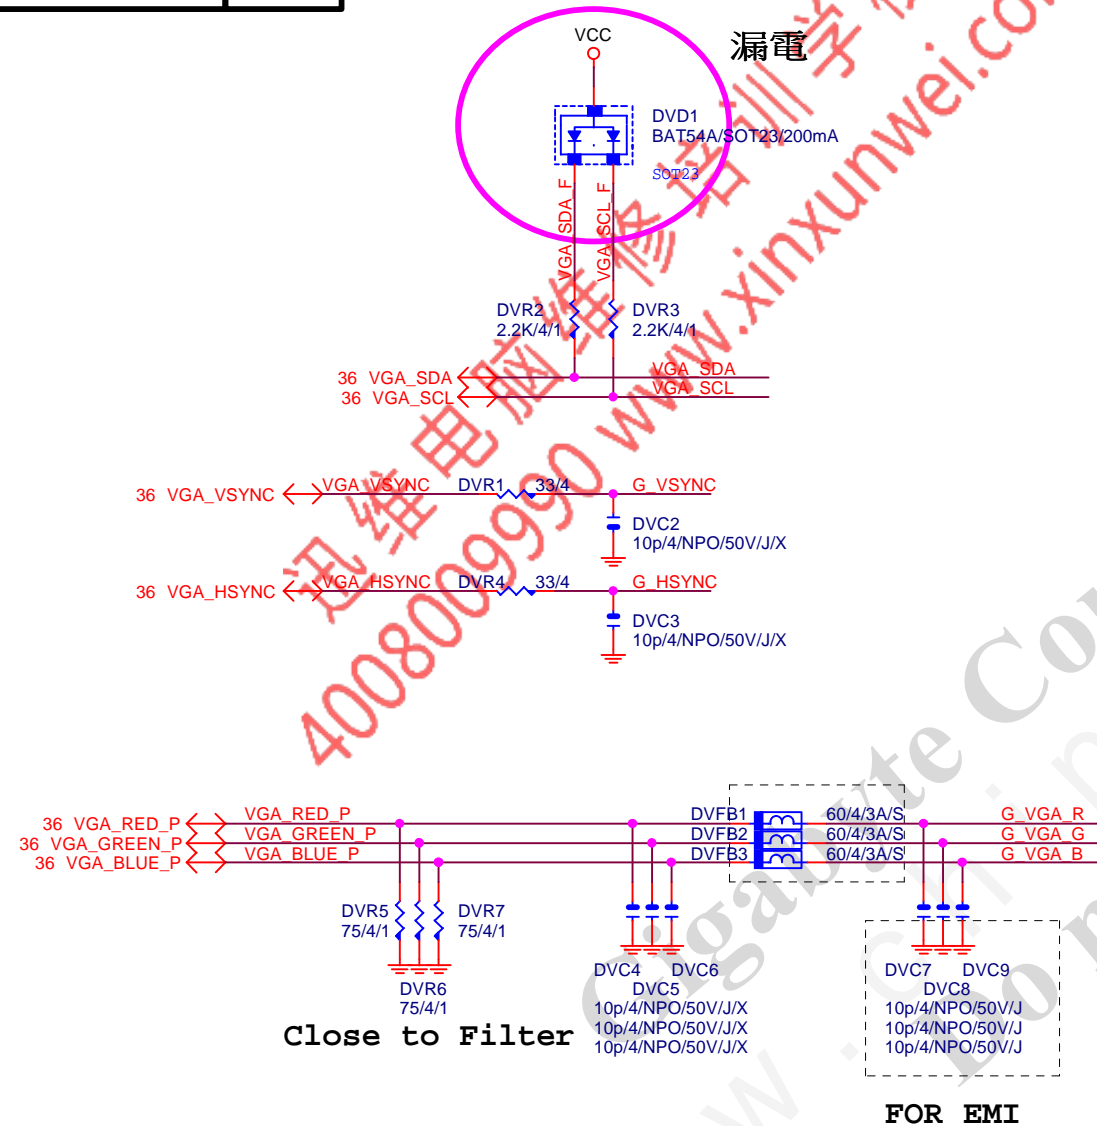 VCC
漏電
DVD1
BAT54A/SOT23/200mA
SOT23
VGA_SDA_F
VGA_SCL_F
DVR2
2.2K/4/1
DVR3
2.2K/4/1
36 VGA_SDA
VGA_SDA
36 VGA_SCL
VGA_SCL
36 VGA_VSYNC
VGA_VSYNC
DVR1
33/4
G_VSYNC
DVC2
10p/4/NPO/50V/J/X
36 VGA_HSYNC
VGA_HSYNC
DVR4
33/4
G_HSYNC
DVC3
10p/4/NPO/50V/J/X
36 VGA_RED_P
VGA_RED_P
DVFB1
60/4/3A/S
G_VGA_R
36 VGA_GREEN_P
VGA_GREEN_P
DVFB2
60/4/3A/S
G_VGA_G
36 VGA_BLUE_P
VGA_BLUE_P
DVFB3
60/4/3A/S
G_VGA_B
DVR5
75/4/1
DVR7
75/4/1
DVR6
75/4/1
DVC4
DVC6
DVC5
10p/4/NPO/50V/J/X
10p/4/NPO/50V/J/X
10p/4/NPO/50V/J/X
DVC7
DVC9
DVC8
10p/4/NPO/50V/J
10p/4/NPO/50V/J
10p/4/NPO/50V/J
Close to Filter
FOR EMI
迅维电脑维修培训学
4008009990 www.xinxunwei.co
Gigabyte Co
Do